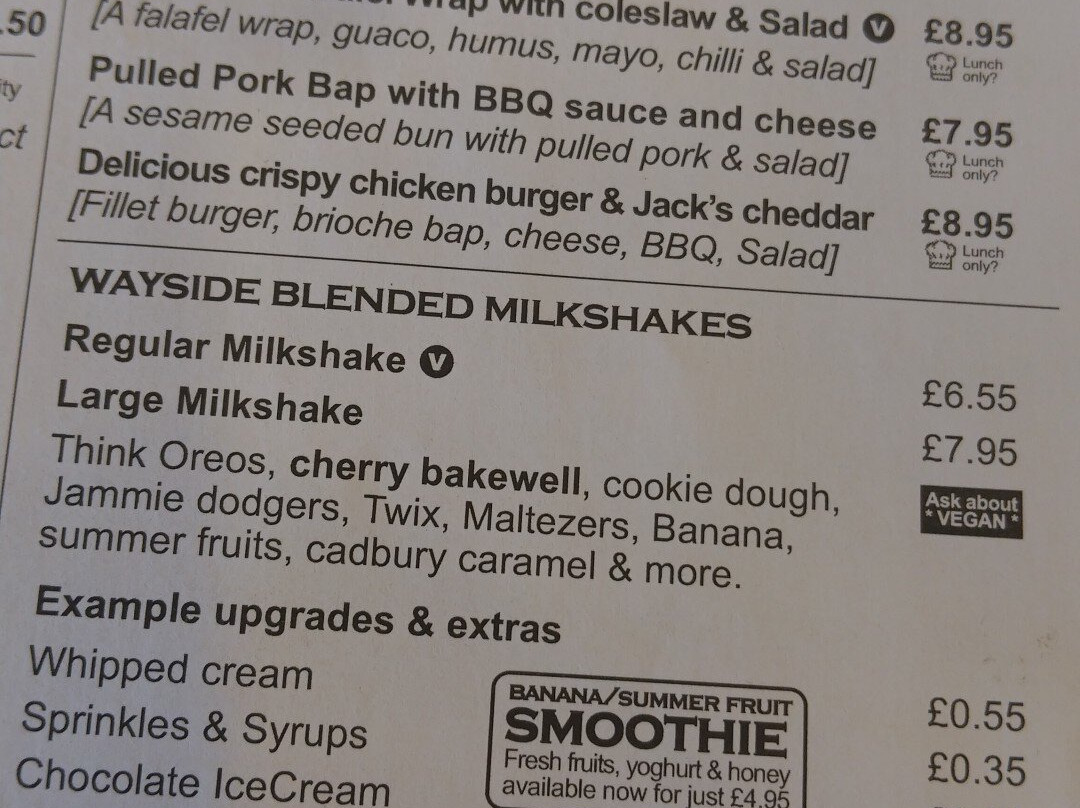 .50
wrap with coleslaw & Salad V £8.95
[A falafel wrap, guaco, humus, mayo, chilli & salad]
Lunch only?
ity
ct
Pulled Pork Bap with BBQ sauce and cheese £7.95
[A sesame seeded bun with pulled pork & salad]
Lunch only?
Delicious crispy chicken burger & Jack's cheddar £8.95
[Fillet burger, brioche bap, cheese, BBQ, Salad]
Lunch only?
WAYSIDE BLENDED MILKSHAKES
Regular Milkshake V £6.55
Large Milkshake £7.95
Think Oreos, cherry bakewell, cookie dough,
Jammie dodgers, Twix, Maltezers, Banana,
summer fruits, cadbury caramel & more.
Ask about
* VEGAN *
Example upgrades & extras
Whipped cream £0.55
Sprinkles & Syrups £0.35
Chocolate IceCream
BANANA/SUMMER FRUIT
SMOOTHIE
Fresh fruits, yoghurt & honey
available now for just £4.95